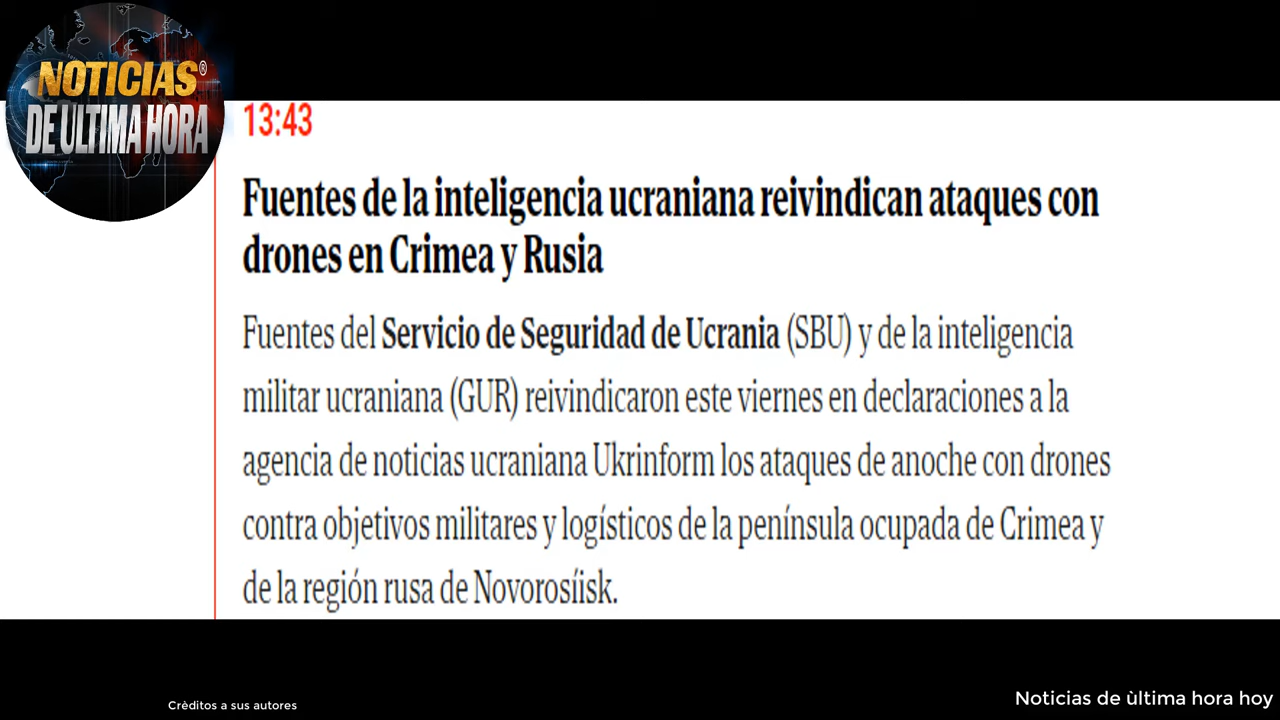 NOTICIAS®
DE ULTIMA HORA
13:43
Fuentes de la inteligencia ucraniana reivindican ataques con
drones en Crimea y Rusia
Fuentes del Servicio de Seguridad de Ucrania (SBU) y de la inteligencia
militar ucraniana (GUR) reivindicaron este viernes en declaraciones a la
agencia de noticias ucraniana Ukrinform los ataques de anoche con drones
contra objetivos militares y logísticos de la península ocupada de Crimea y
de la región rusa de Novorosíisk.
Crèditos a sus autores
Noticias de ùltima hora hoy